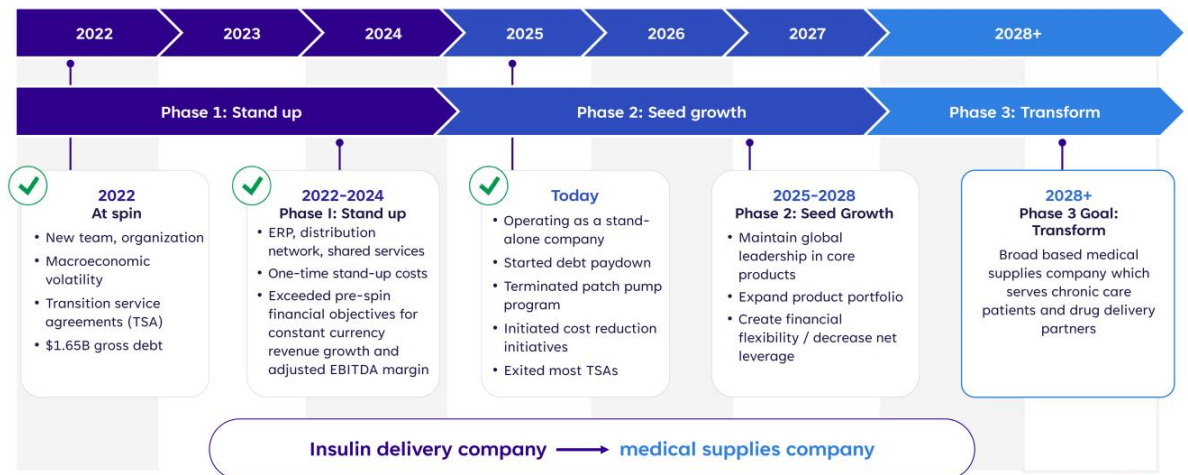 2022
2023
2024
2025
2026
2027
2028+
Phase 1: Stand up
Phase 2: Seed growth
Phase 3: Transform
2022
At spin
• New team, organization
• Macroeconomic
volatility
• Transition service
agreements (TSA)
• $1.65B gross debt
2022-2024
Phase I: Stand up
• ERP, distribution
network, shared services
• One-time stand-up costs
• Exceeded pre-spin
financial objectives for
constant currency
revenue growth and
adjusted EBITDA margin
Today
• Operating as a stand-
alone company
• Started debt paydown
• Terminated patch pump
program
• Initiated cost reduction
initiatives
• Exited most TSAs
2025-2028
Phase 2: Seed Growth
• Maintain global
leadership in core
products
• Expand product portfolio
• Create financial
flexibility / decrease net
leverage
2028+
Phase 3 Goal:
Transform
Broad based medical
supplies company which
serves chronic care
patients and drug delivery
partners
Insulin delivery company → medical supplies company